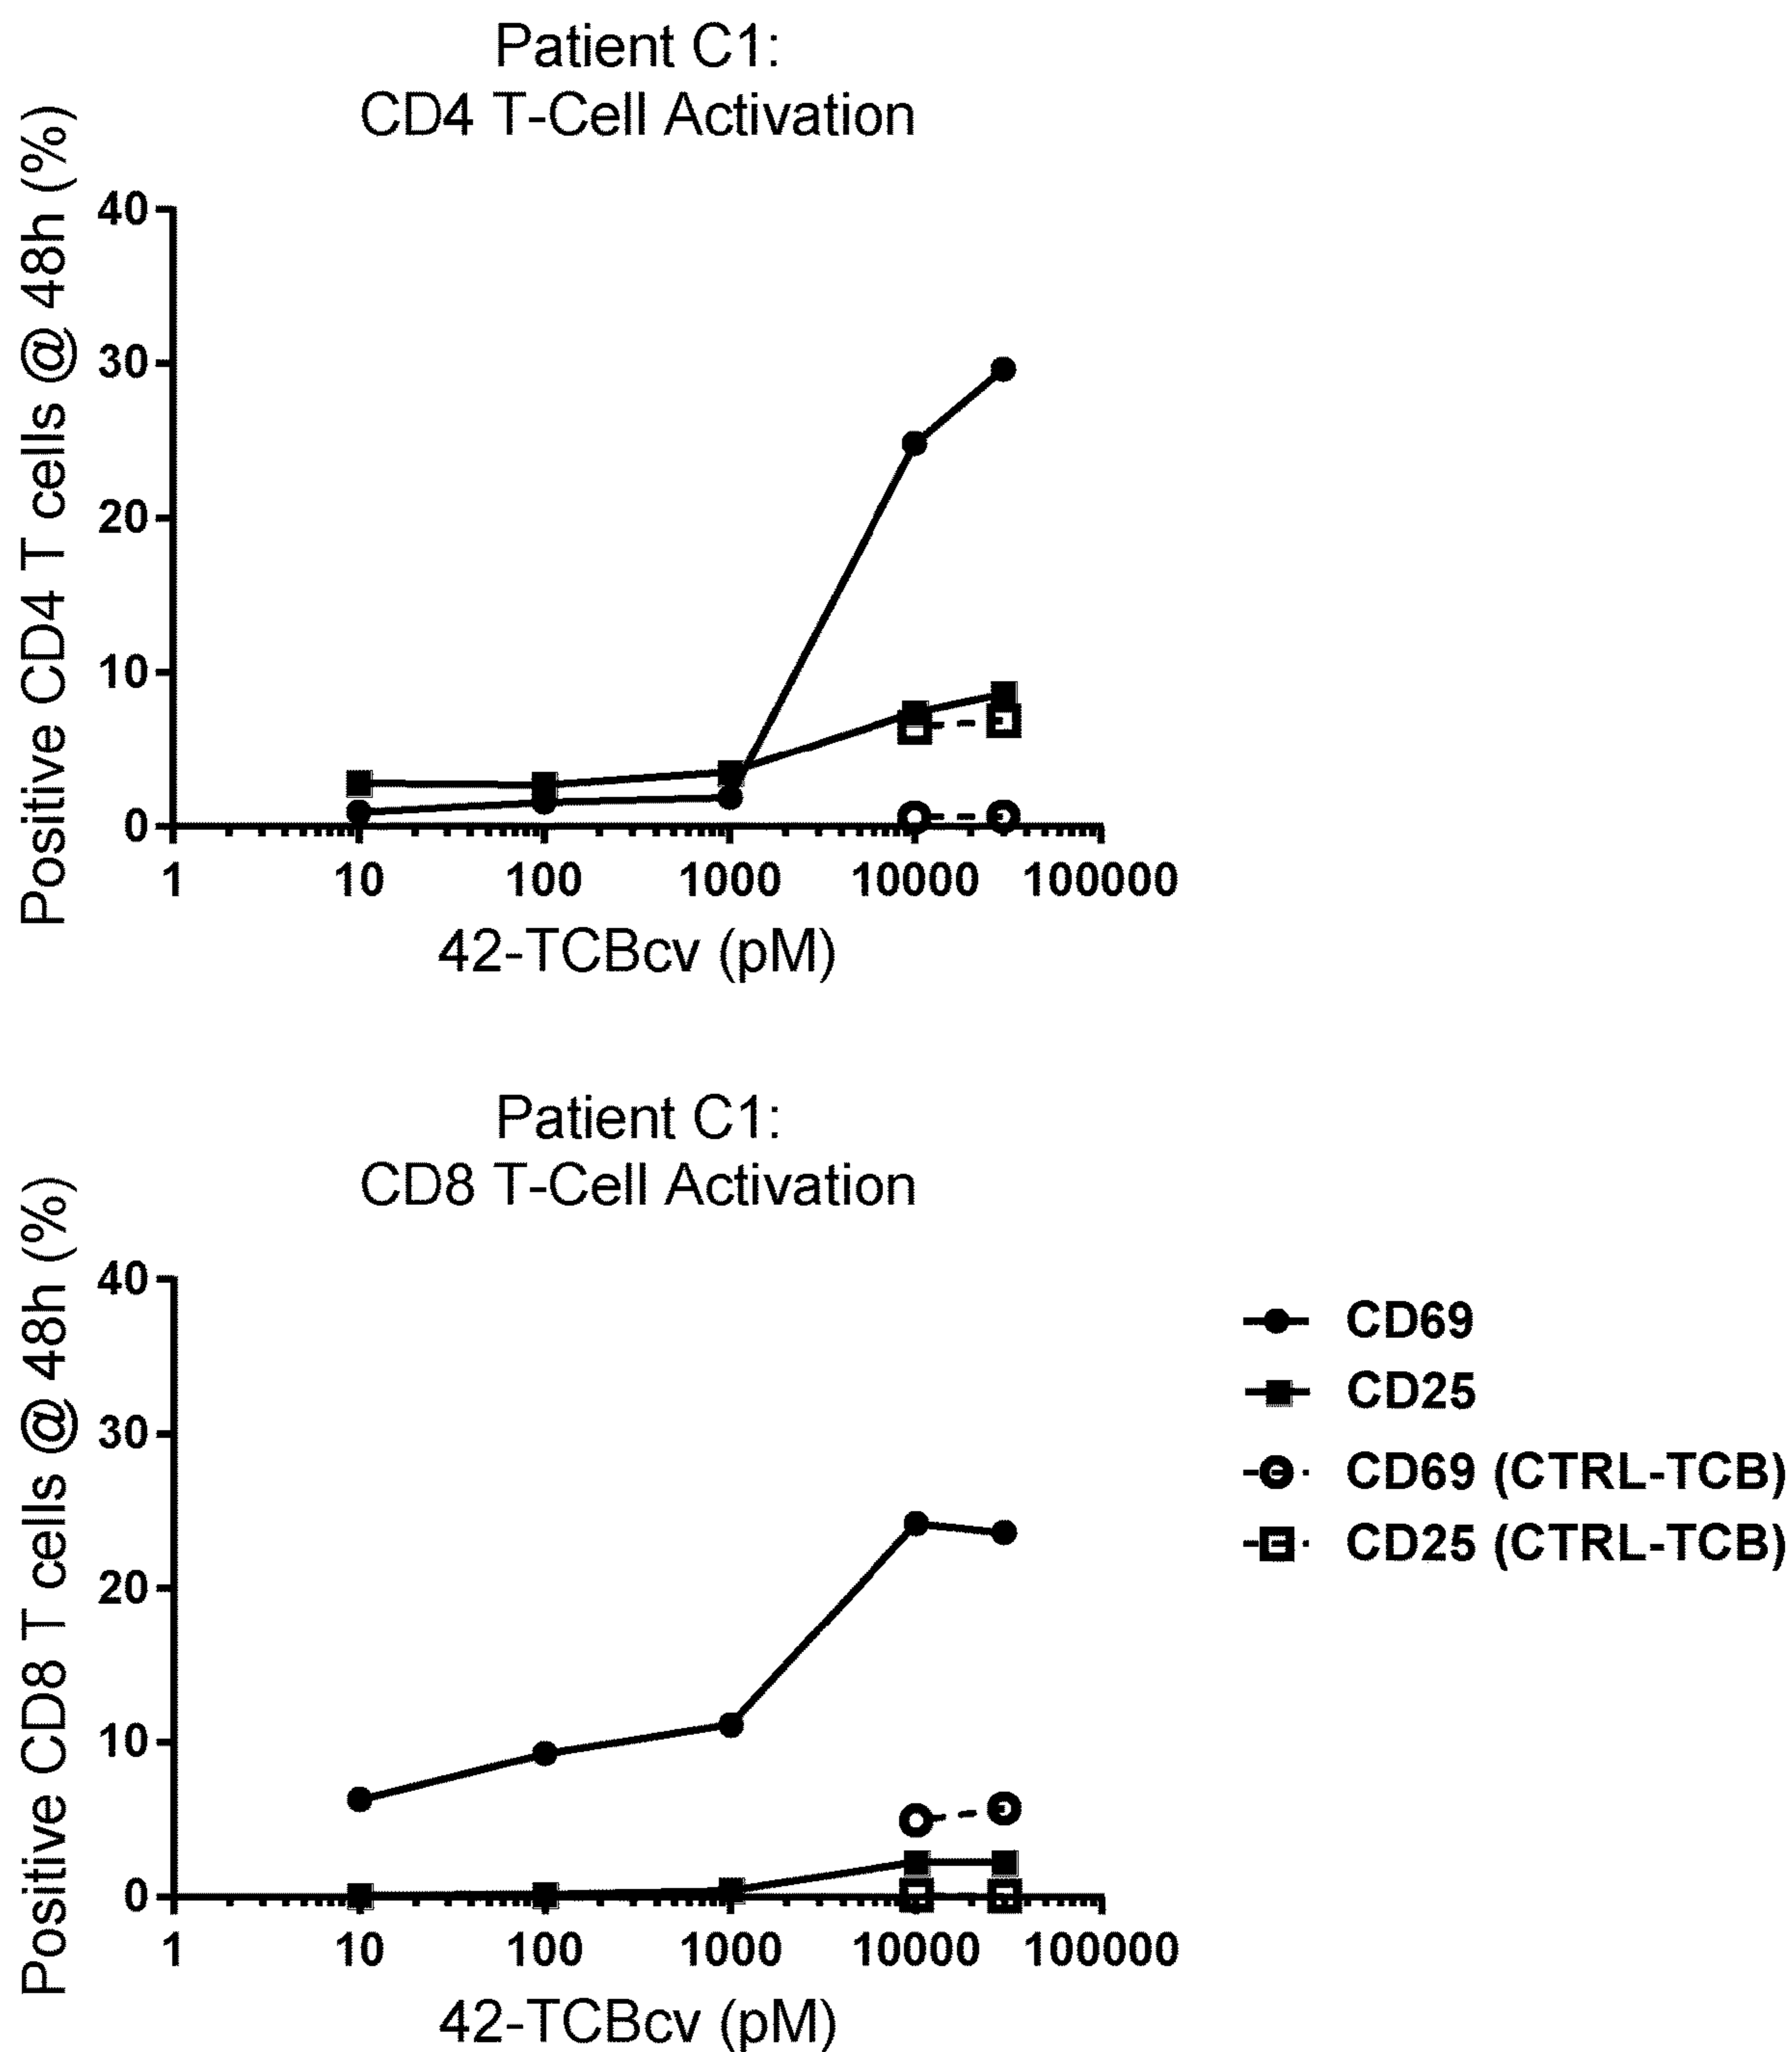 Patient C1:
CD4 T-Cell Activation
Positive CD4 T cells @ 48h (%)
40
30
20
10
0
1 10 100 1000 10000 100000
42-TCBcv (pM)
Patient C1:
CD8 T-Cell Activation
Positive CD8 T cells @ 48h (%)
40
30
20
10
0
1 10 100 1000 10000 100000
42-TCBcv (pM)
CD69
CD25
CD69 (CTRL-TCB)
CD25 (CTRL-TCB)